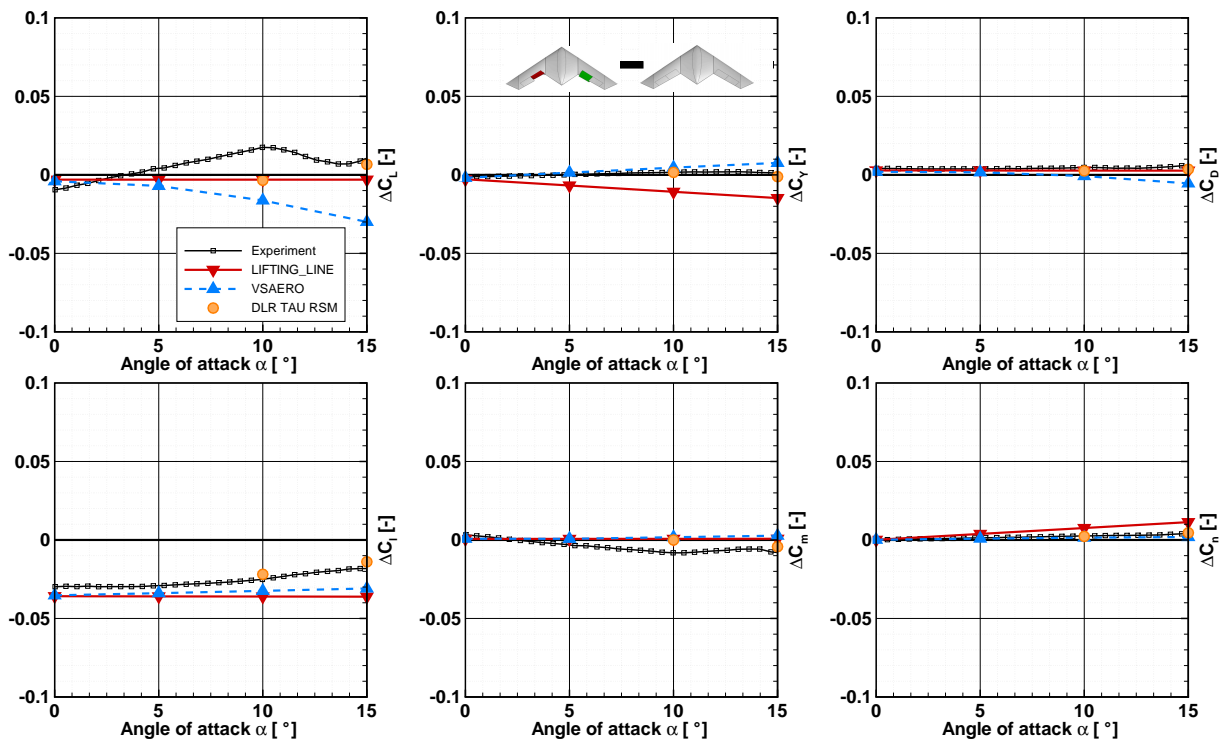 0.1
0.05
0
-0.05
-0.1
0 5 10 15
Angle of attack α [ °]
ΔC_L [-]
Experiment
LIFTING_LINE
VSAERO
DLR TAU RSM
0.1
0.05
0
-0.05
-0.1
0 5 10 15
Angle of attack α [ °]
ΔC_Y [-]
0.1
0.05
0
-0.05
-0.1
0 5 10 15
Angle of attack α [ °]
ΔC_D [-]
0.1
0.05
0
-0.05
-0.1
0 5 10 15
Angle of attack α [ °]
ΔC_l [-]
0.1
0.05
0
-0.05
-0.1
0 5 10 15
Angle of attack α [ °]
ΔC_m [-]
0.1
0.05
0
-0.05
-0.1
0 5 10 15
Angle of attack α [ °]
ΔC_n [-]